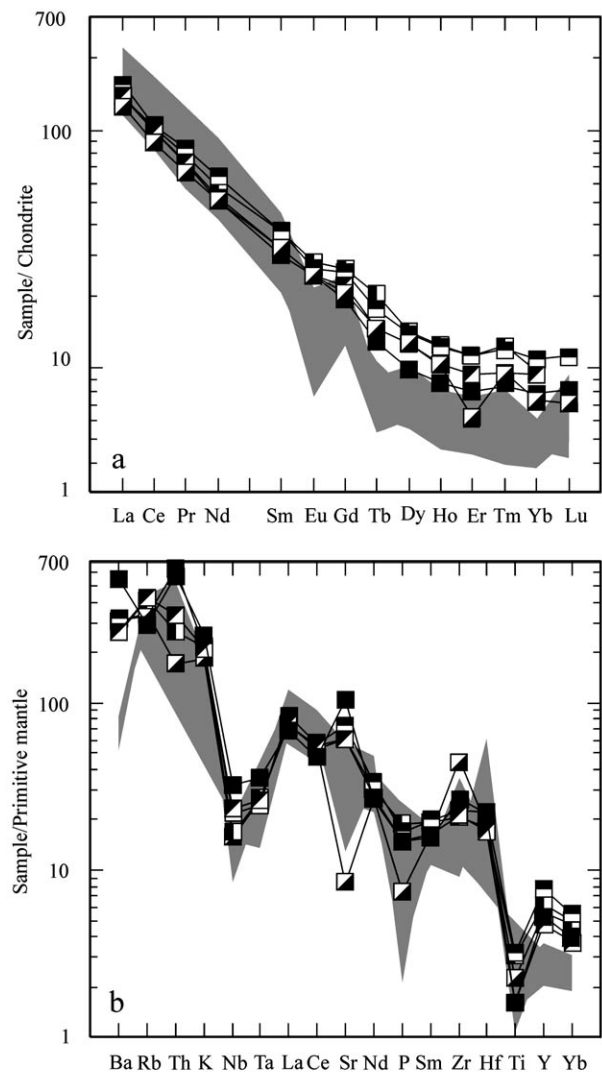 700
100
10
1
Sample/ Chondrite
a
La Ce Pr Nd Sm Eu Gd Tb Dy Ho Er Tm Yb Lu
700
100
10
1
Sample/Primitive mantle
b
Ba Rb Th K Nb Ta La Ce Sr Nd P Sm Zr Hf Ti Y Yb